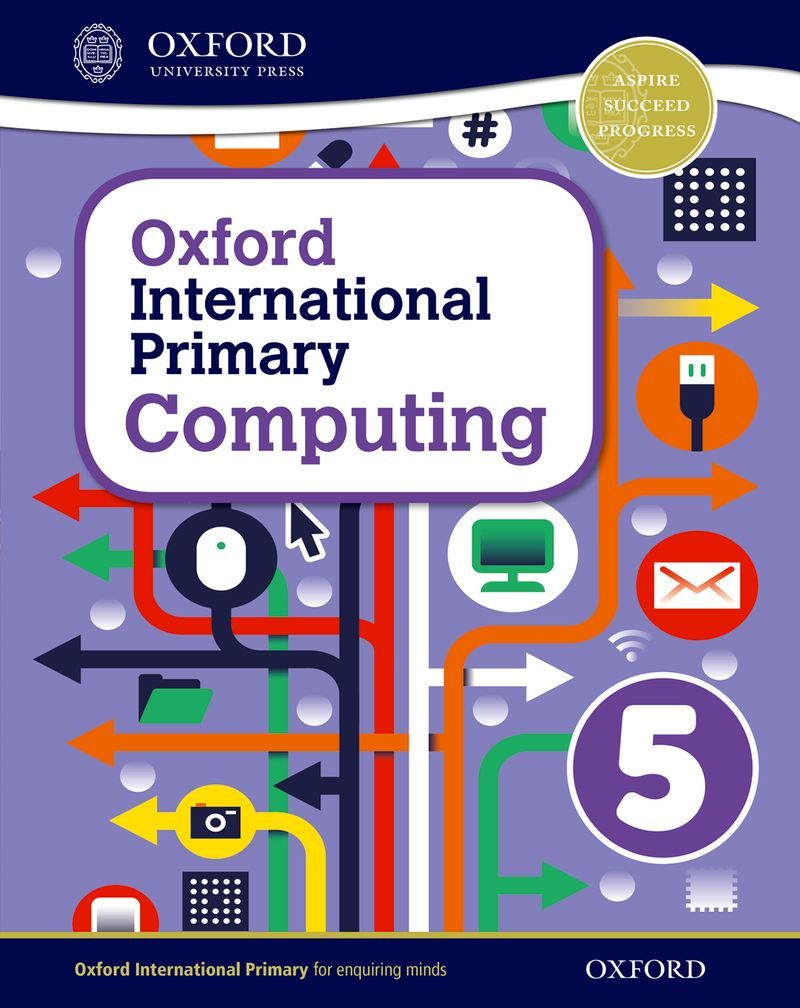 OXFORD
UNIVERSITY PRESS
ASPIRE
SUCCEED
PROGRESS
#
Oxford
International
Primary
Computing
5
Oxford International Primary for enquiring minds
OXFORD